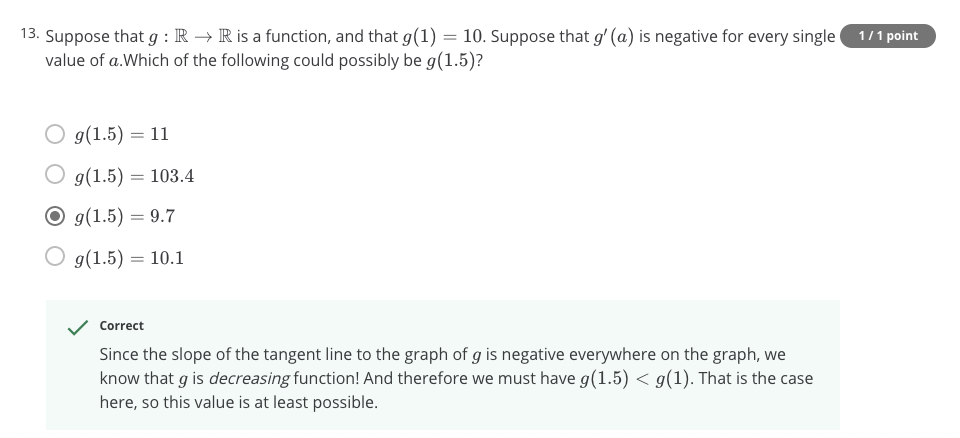 13. Suppose that g : ℝ → ℝ is a function, and that g(1) = 10. Suppose that g′(a) is negative for every single
1 / 1 point
value of a.Which of the following could possibly be g(1.5)?
g(1.5) = 11
g(1.5) = 103.4
g(1.5) = 9.7
g(1.5) = 10.1
Correct
Since the slope of the tangent line to the graph of g is negative everywhere on the graph, we
know that g is decreasing function! And therefore we must have g(1.5) < g(1). That is the case
here, so this value is at least possible.